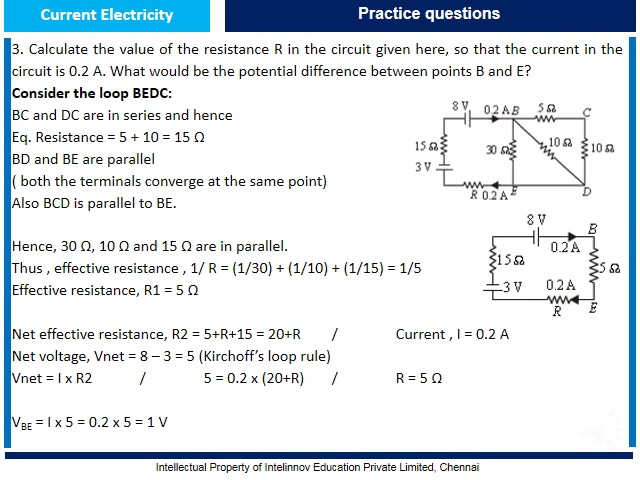 Current Electricity
Practice questions
3. Calculate the value of the resistance R in the circuit given here, so that the current in the
circuit is 0.2 A. What would be the potential difference between points B and E?
Consider the loop BEDC:
BC and DC are in series and hence
Eq. Resistance = 5 + 10 = 15 Ω
BD and BE are parallel
( both the terminals converge at the same point)
Also BCD is parallel to BE.
8 V 0.2 A B 5 Ω C
15 Ω 30 Ω 10 Ω 10 Ω
3 V
R 0.2 A E D
Hence, 30 Ω, 10 Ω and 15 Ω are in parallel.
Thus , effective resistance , 1/ R = (1/30) + (1/10) + (1/15) = 1/5
Effective resistance, R1 = 5 Ω
8 V B
0.2 A
15 Ω 5 Ω
3 V 0.2 A
R E
Net effective resistance, R2 = 5+R+15 = 20+R / Current , I = 0.2 A
Net voltage, Vnet = 8 – 3 = 5 (Kirchoff's loop rule)
Vnet = I x R2 / 5 = 0.2 x (20+R) / R = 5 Ω
VBE = I x 5 = 0.2 x 5 = 1 V
Intellectual Property of Intelinnov Education Private Limited, Chennai